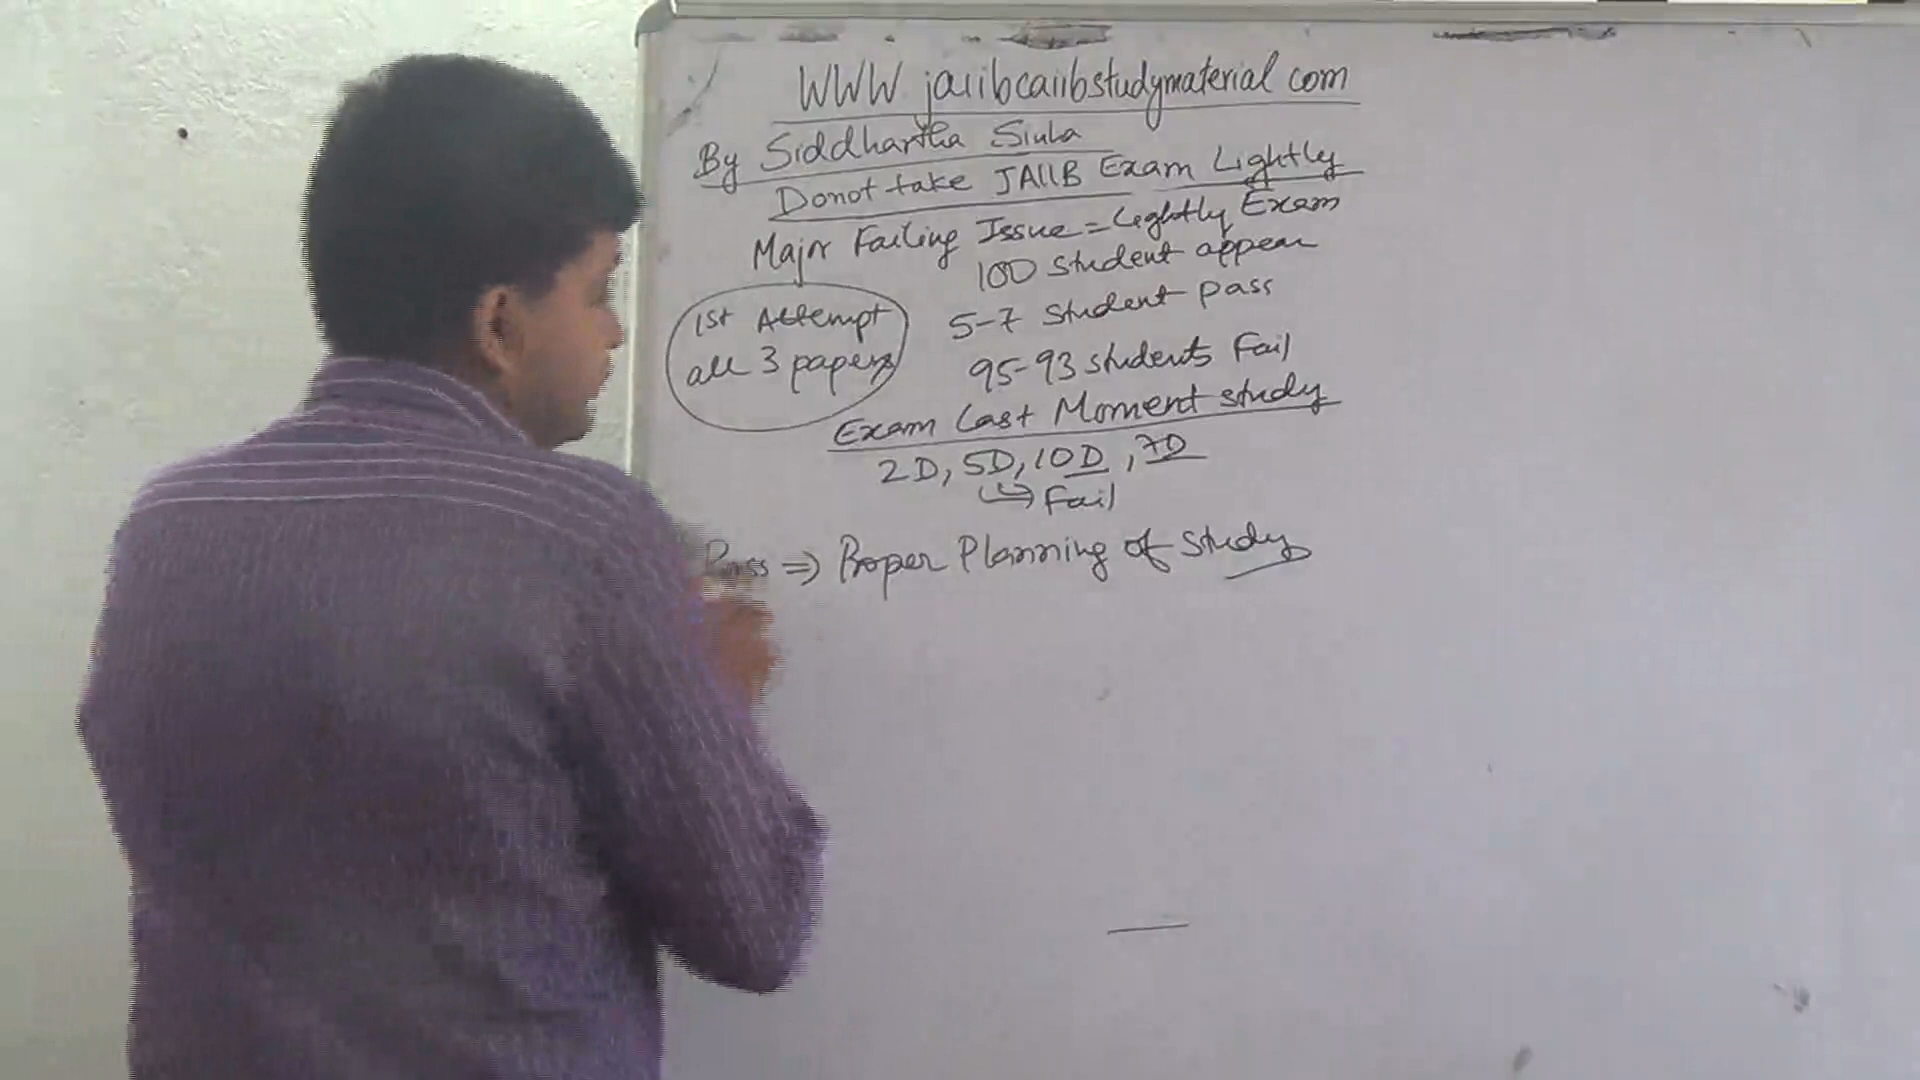 WWW jaiibcaiibstudymaterial com
By Siddhartha Sinha
Donot take JAIIB Exam Lightly
Major Failing Issue = Lightly Exam
100 Student appear
1st Attempt
all 3 papers
5-7 Student pass
95-93 students Fail
Exam Last Moment study
2D, 5D, 10D, 7D
Fail
Pass ⇒ Proper Planning of Study